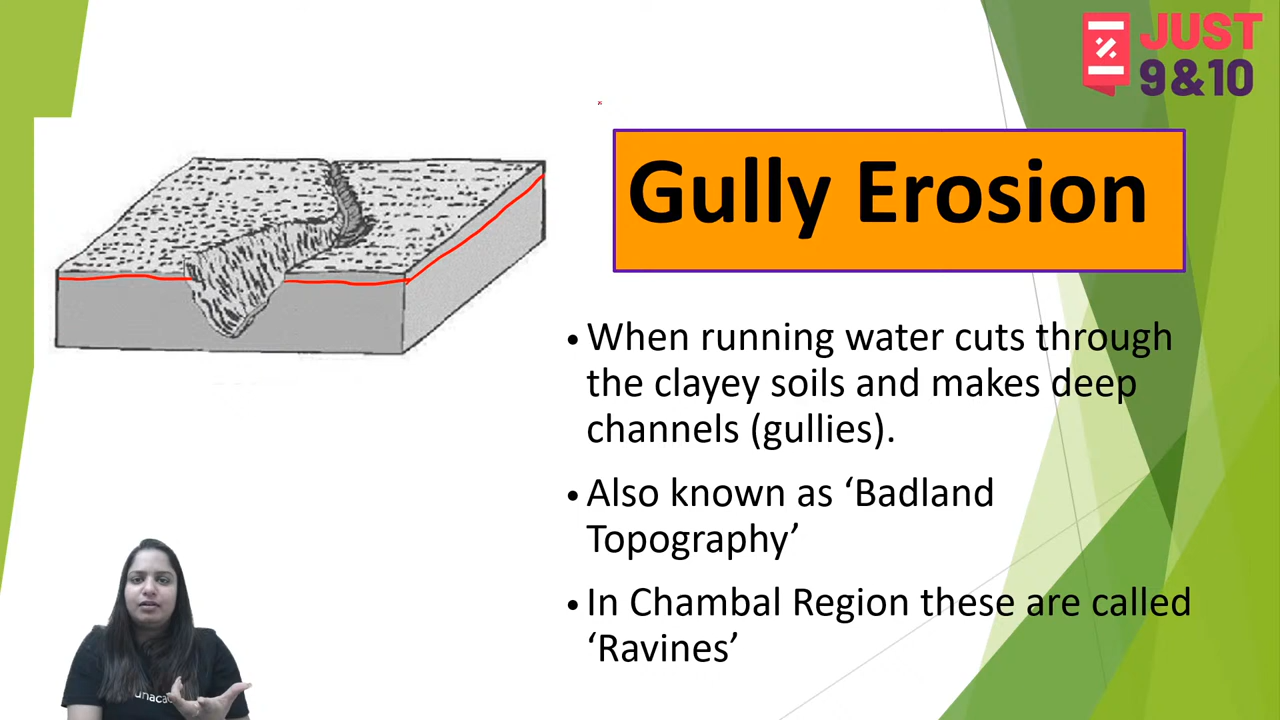 JUST
9&10
Gully Erosion
• When running water cuts through
the clayey soils and makes deep
channels (gullies).
• Also known as ‘Badland
Topography’
• In Chambal Region these are called
‘Ravines’